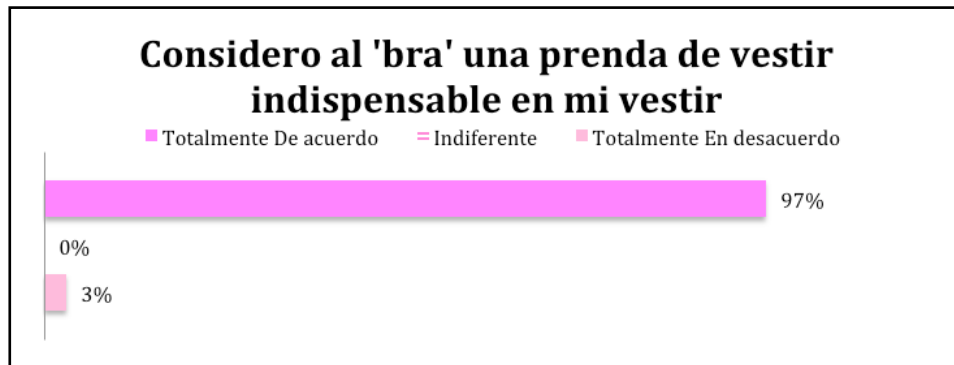 Considero al 'bra' una prenda de vestir
indispensable en mi vestir
Totalmente De acuerdo Indiferente Totalmente En desacuerdo
97%
0%
3%